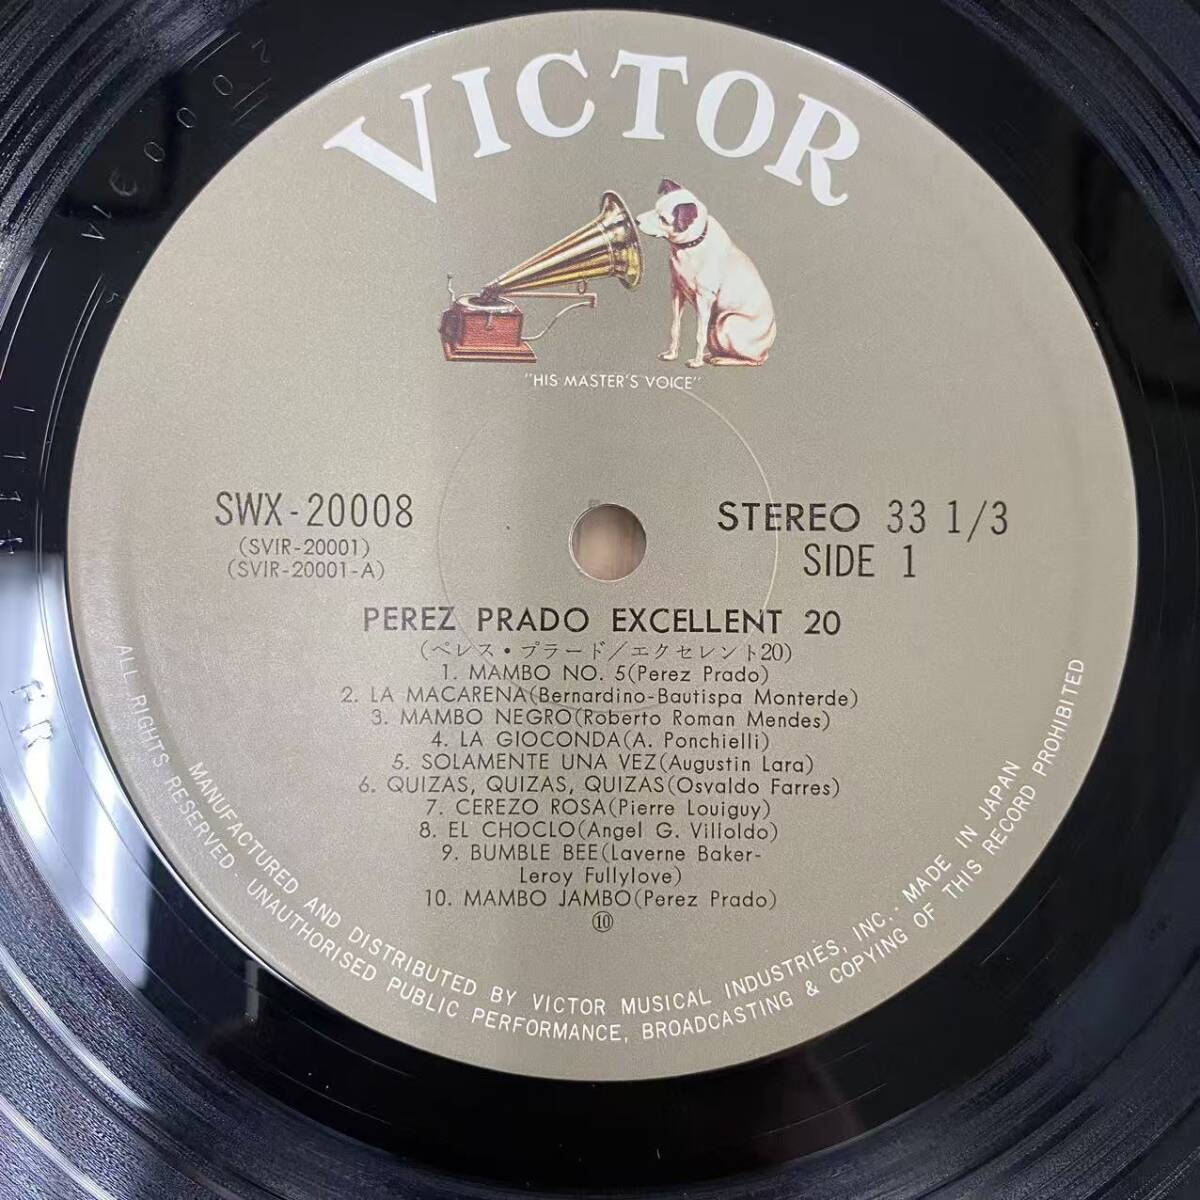 VICTOR
"HIS MASTER'S VOICE"
SWX-20008
(SVIR-20001)
(SVIR-20001-A)
STEREO 33 1/3
SIDE 1
PEREZ PRADO EXCELLENT 20
(ペレス・プラード/エクセレント20)
1. MAMBO NO. 5(Perez Prado)
2. LA MACARENA(Bernardino-Bautispa Monterde)
3. MAMBO NEGRO(Roberto Roman Mendes)
4. LA GIOCONDA(A. Ponchielli)
5. SOLAMENTE UNA VEZ(Augustin Lara)
6. QUIZAS, QUIZAS, QUIZAS(Osvaldo Farres)
7. CEREZO ROSA(Pierre Louiguy)
8. EL CHOCLO(Angel G. Villoldo)
9. BUMBLE BEE(Laverne Baker-
Leroy Fullylove)
10. MAMBO JAMBO(Perez Prado)
⑩
MANUFACTURED AND DISTRIBUTED BY VICTOR MUSICAL INDUSTRIES, INC.. MADE IN JAPAN
ALL RIGHTS RESERVED. UNAUTHORISED PUBLIC PERFORMANCE, BROADCASTING & COPYING OF THIS RECORD PROHIBITED